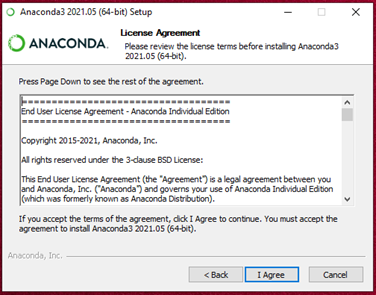 Anaconda3 2021.05 (64-bit) Setup
ANACONDA.
License Agreement
Please review the license terms before installing Anaconda3
2021.05 (64-bit).
Press Page Down to see the rest of the agreement.
===================================
End User License Agreement - Anaconda Individual Edition
===================================
Copyright 2015-2021, Anaconda, Inc.
All rights reserved under the 3-clause BSD License:
This End User License Agreement (the "Agreement") is a legal agreement between you
and Anaconda, Inc. ("Anaconda") and governs your use of Anaconda Individual Edition
(which was formerly known as Anaconda Distribution).
If you accept the terms of the agreement, click I Agree to continue. You must accept the
agreement to install Anaconda3 2021.05 (64-bit).
Anaconda, Inc.
< Back
I Agree
Cancel